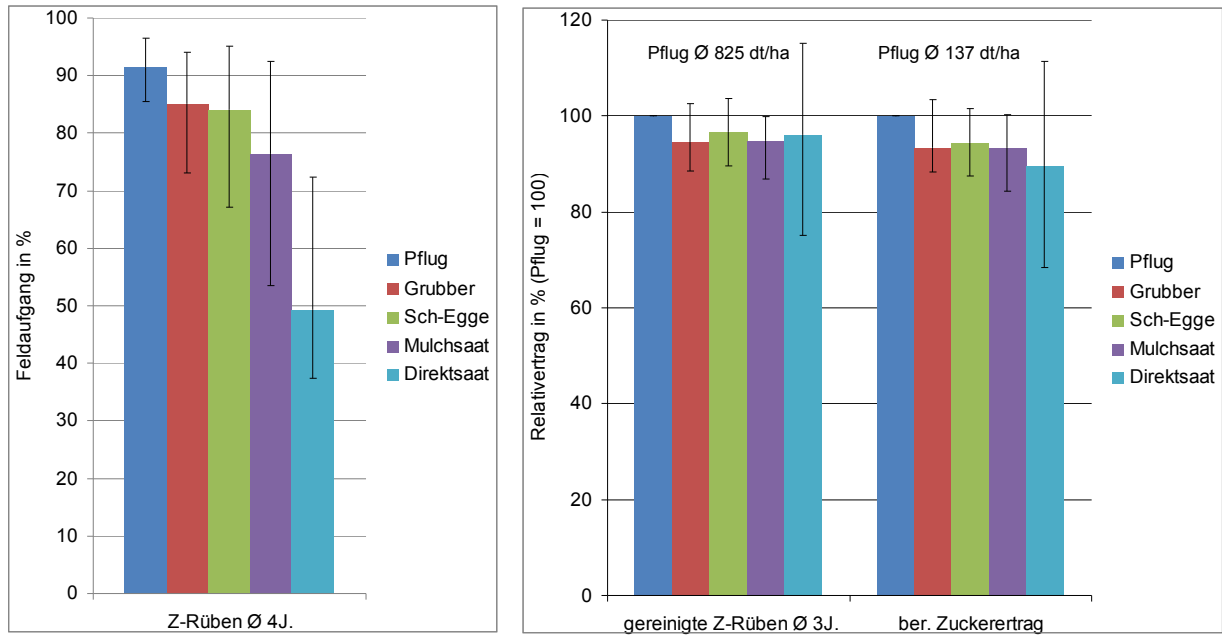 100
90
80
70
60
50
40
30
20
10
0
Feldaufgang in %
Z-Rüben Ø 4J.
Pflug
Grubber
Sch-Egge
Mulchsaat
Direktsaat
120
100
80
60
40
20
0
Relativertrag in % (Pflug = 100)
Pflug Ø 825 dt/ha
Pflug Ø 137 dt/ha
gereinigte Z-Rüben Ø 3J.
ber. Zuckerertrag
Pflug
Grubber
Sch-Egge
Mulchsaat
Direktsaat